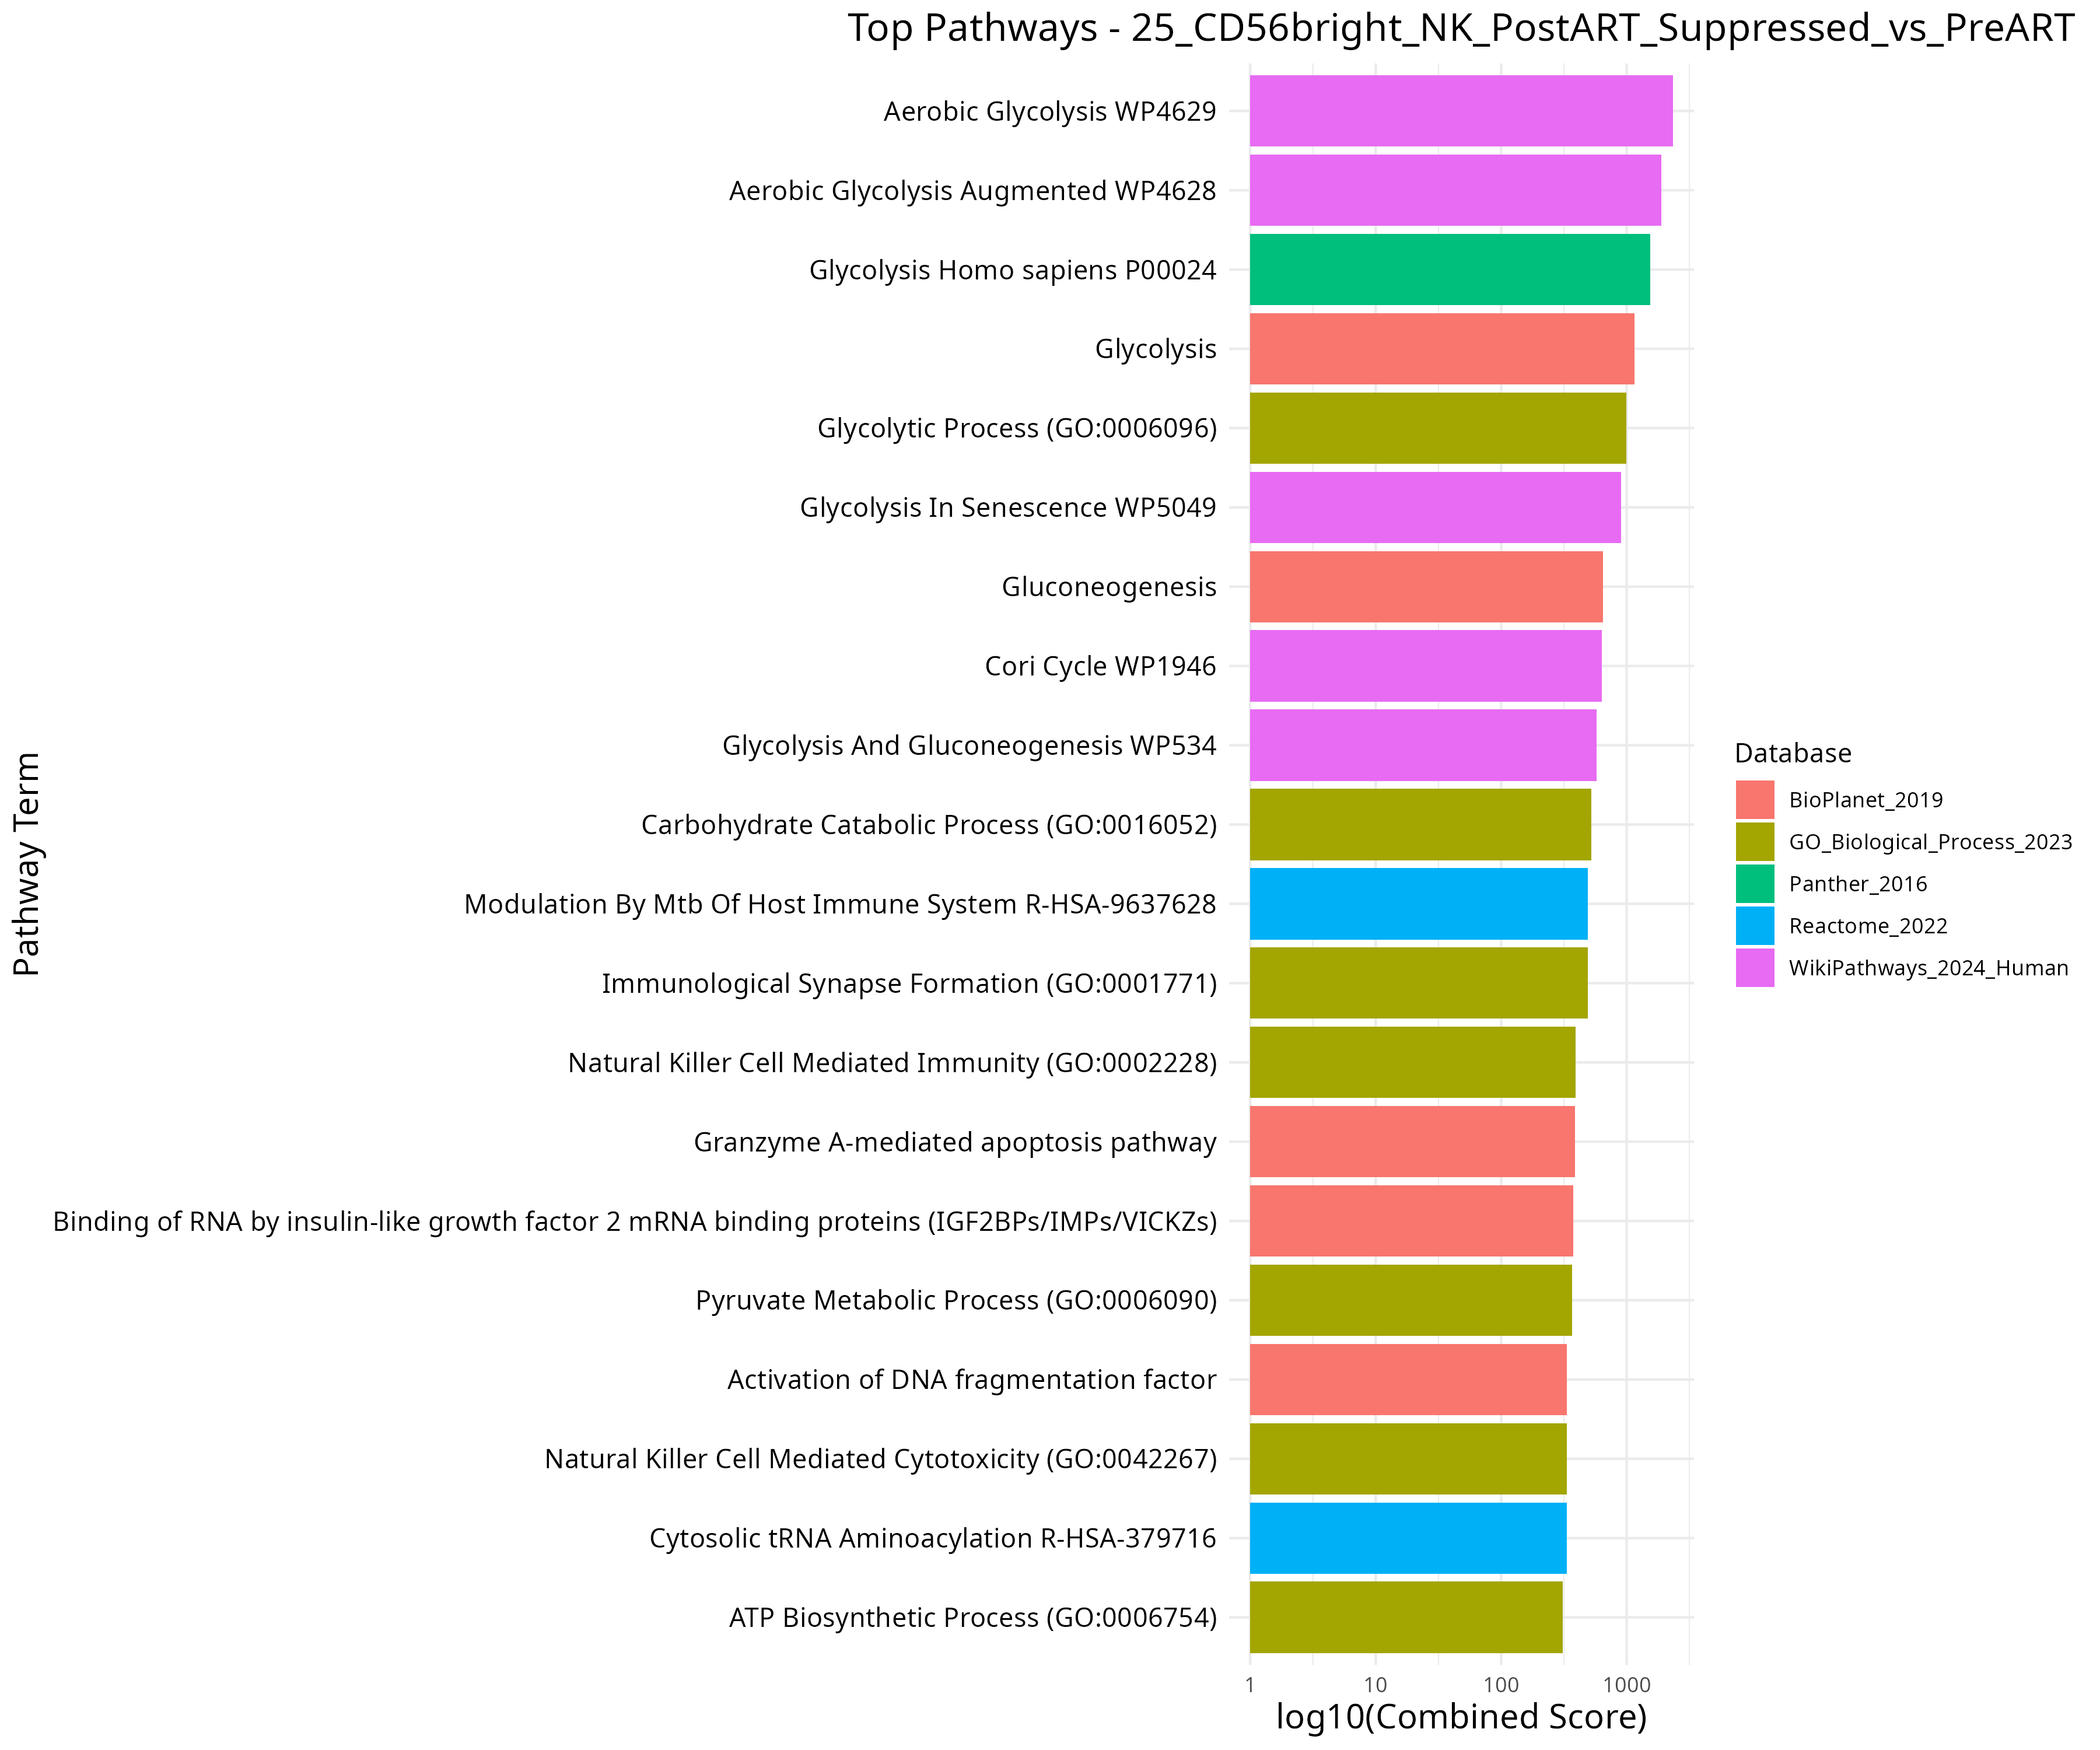 Top Pathways - 25_CD56bright_NK_PostART_Suppressed_vs_PreART
Pathway Term
Aerobic Glycolysis WP4629
Aerobic Glycolysis Augmented WP4628
Glycolysis Homo sapiens P00024
Glycolysis
Glycolytic Process (GO:0006096)
Glycolysis In Senescence WP5049
Gluconeogenesis
Cori Cycle WP1946
Glycolysis And Gluconeogenesis WP534
Carbohydrate Catabolic Process (GO:0016052)
Modulation By Mtb Of Host Immune System R-HSA-9637628
Immunological Synapse Formation (GO:0001771)
Natural Killer Cell Mediated Immunity (GO:0002228)
Granzyme A-mediated apoptosis pathway
Binding of RNA by insulin-like growth factor 2 mRNA binding proteins (IGF2BPs/IMPs/VICKZs)
Pyruvate Metabolic Process (GO:0006090)
Activation of DNA fragmentation factor
Natural Killer Cell Mediated Cytotoxicity (GO:0042267)
Cytosolic tRNA Aminoacylation R-HSA-379716
ATP Biosynthetic Process (GO:0006754)
1 10 100 1000
log10(Combined Score)
Database
BioPlanet_2019
GO_Biological_Process_2023
Panther_2016
Reactome_2022
WikiPathways_2024_Human